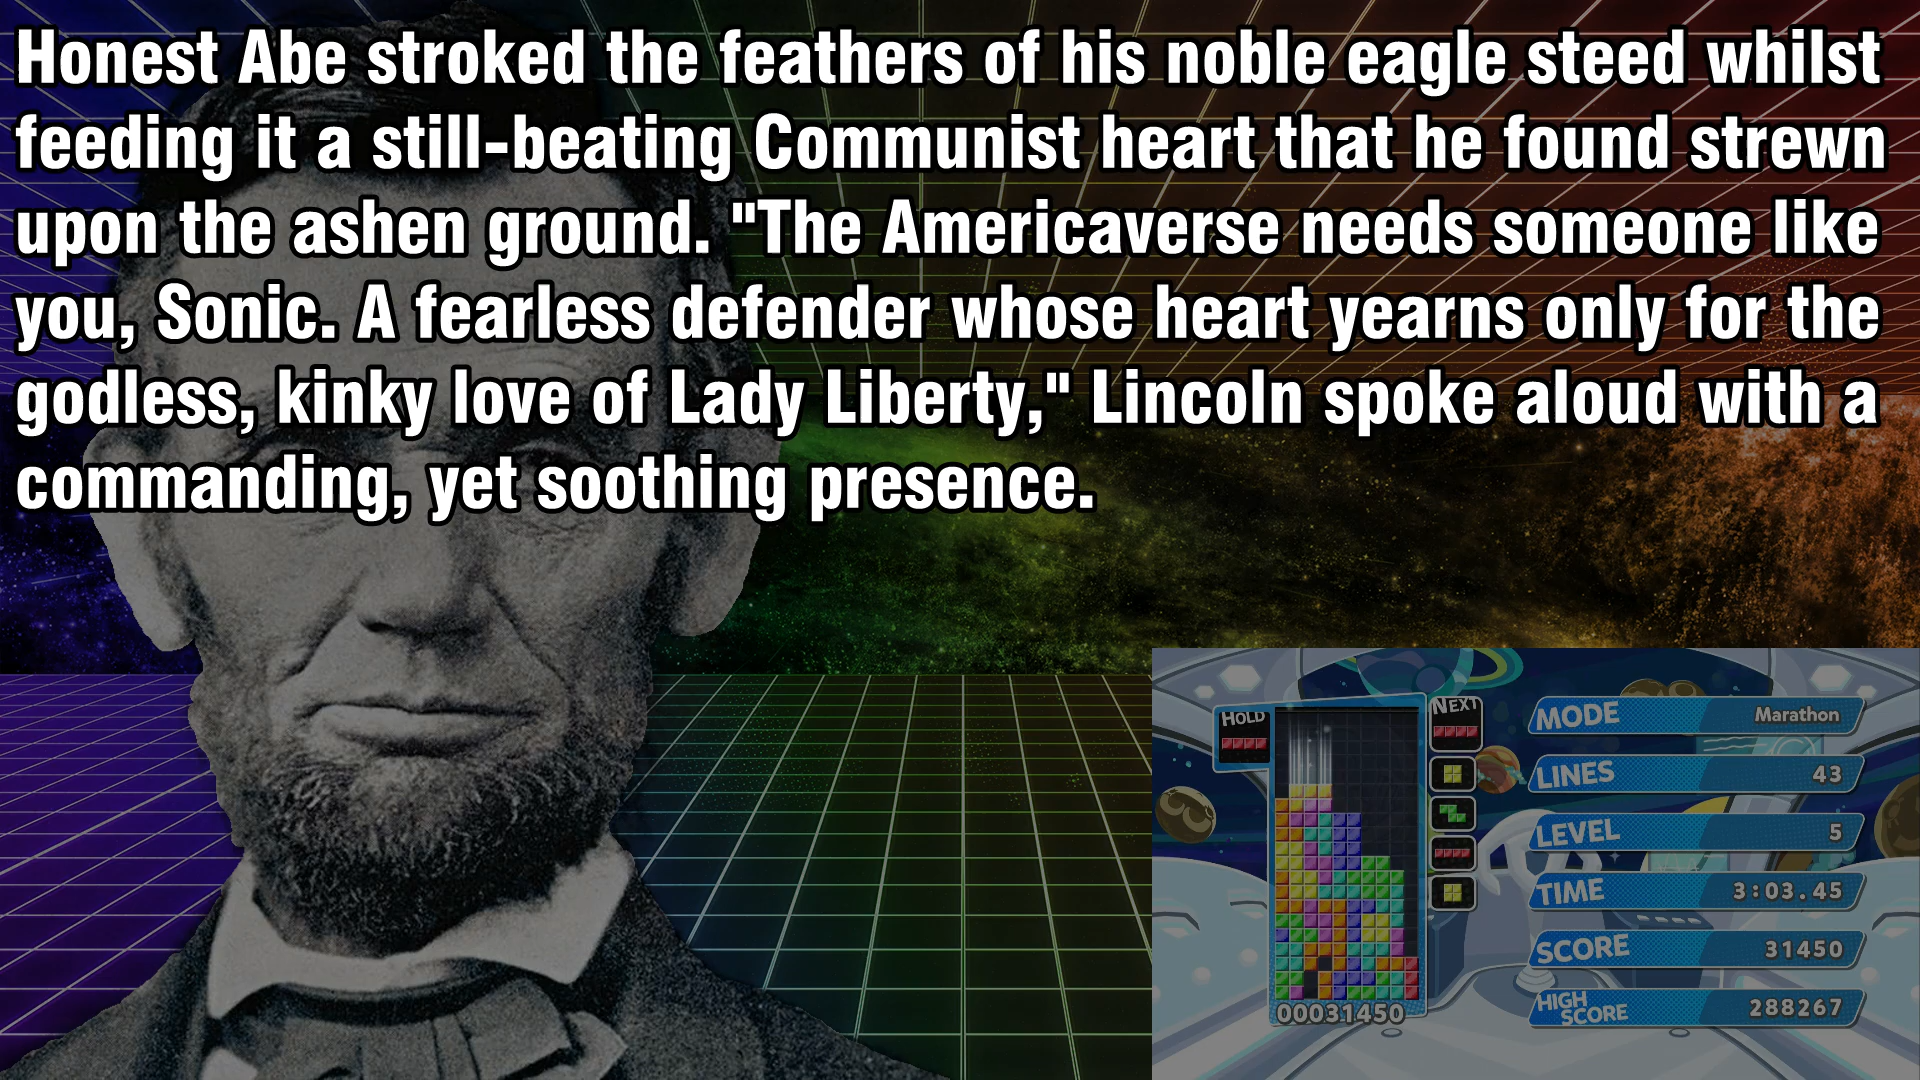 Honest Abe stroked the feathers of his noble eagle steed whilst
feeding it a still-beating Communist heart that he found strewn
upon the ashen ground. "The Americaverse needs someone like
you, Sonic. A fearless defender whose heart yearns only for the
godless, kinky love of Lady Liberty," Lincoln spoke aloud with a
commanding, yet soothing presence.
HOLD
NEXT
MODE Marathon
LINES 43
LEVEL 5
TIME 3:03.45
SCORE 31450
HIGH SCORE 288267
00031450